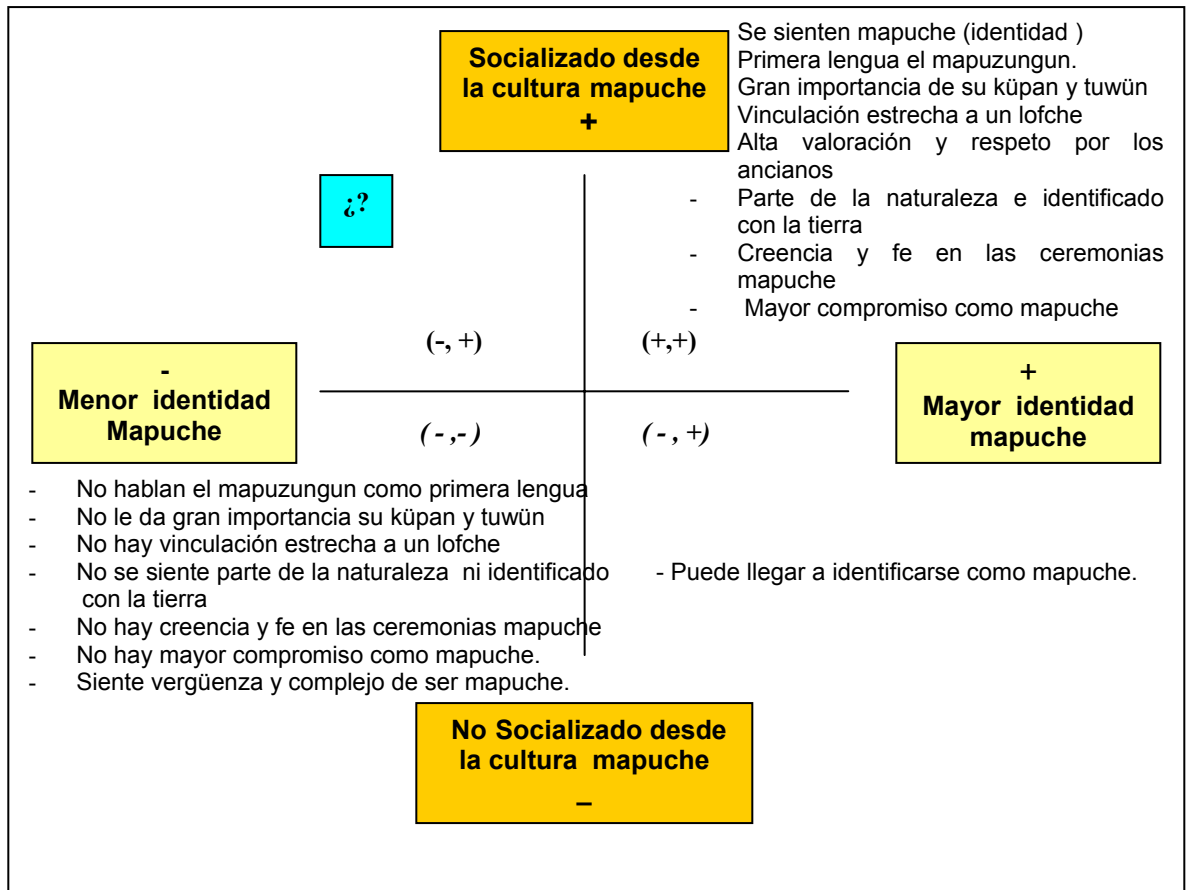 Socializado desde
la cultura mapuche
+
Se sienten mapuche (identidad )
Primera lengua el mapuzungun.
Gran importancia de su küpan y tuwün
Vinculación estrecha a un lofche
Alta valoración y respeto por los
ancianos
- Parte de la naturaleza e identificado
con la tierra
- Creencia y fe en las ceremonias
mapuche
- Mayor compromiso como mapuche
¿?
(-, +)
(+,+)
-
Menor identidad
Mapuche
+
Mayor identidad
mapuche
( - ,- )
( - , +)
- No hablan el mapuzungun como primera lengua
- No le da gran importancia su küpan y tuwün
- No hay vinculación estrecha a un lofche
- No se siente parte de la naturaleza ni identificado
con la tierra
- No hay creencia y fe en las ceremonias mapuche
- No hay mayor compromiso como mapuche.
- Siente vergüenza y complejo de ser mapuche.
- Puede llegar a identificarse como mapuche.
No Socializado desde
la cultura mapuche
–